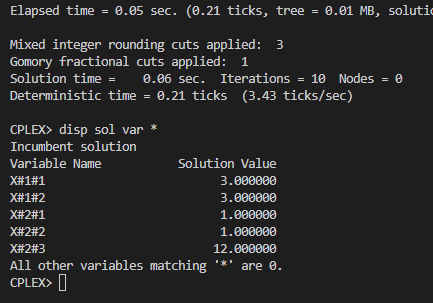 Elapsed time = 0.05 sec. (0.21 ticks, tree = 0.01 MB, solutio
Mixed integer rounding cuts applied:  3
Gomory fractional cuts applied:  1
Solution time =    0.06 sec.  Iterations = 10  Nodes = 0
Deterministic time = 0.21 ticks  (3.43 ticks/sec)
CPLEX> disp sol var *
Incumbent solution
Variable Name           Solution Value
X#1#1                         3.000000
X#1#2                         3.000000
X#2#1                         1.000000
X#2#2                         1.000000
X#2#3                        12.000000
All other variables matching '*' are 0.
CPLEX>